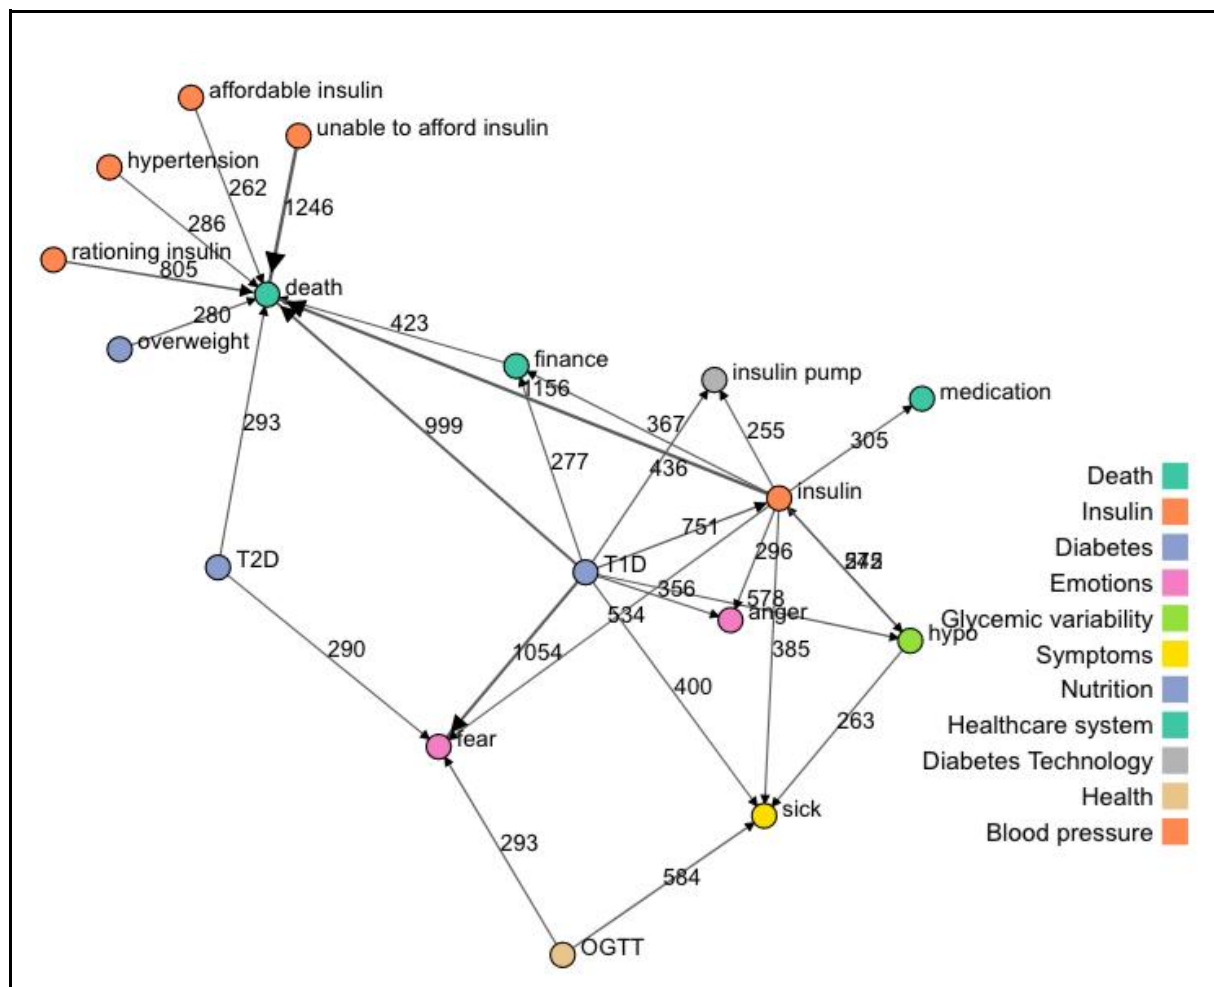 affordable insulin
unable to afford insulin
hypertension
262
1246
286
rationing insulin
805
death
280
overweight
423
finance
1156
insulin pump
medication
293
999
367
255
305
277
436
insulin
751
T2D
T1D
296
356
578
anger
534
hypo
290
1054
385
400
263
fear
sick
293
584
OGTT
Death
Insulin
Diabetes
Emotions
Glycemic variability
Symptoms
Nutrition
Healthcare system
Diabetes Technology
Health
Blood pressure